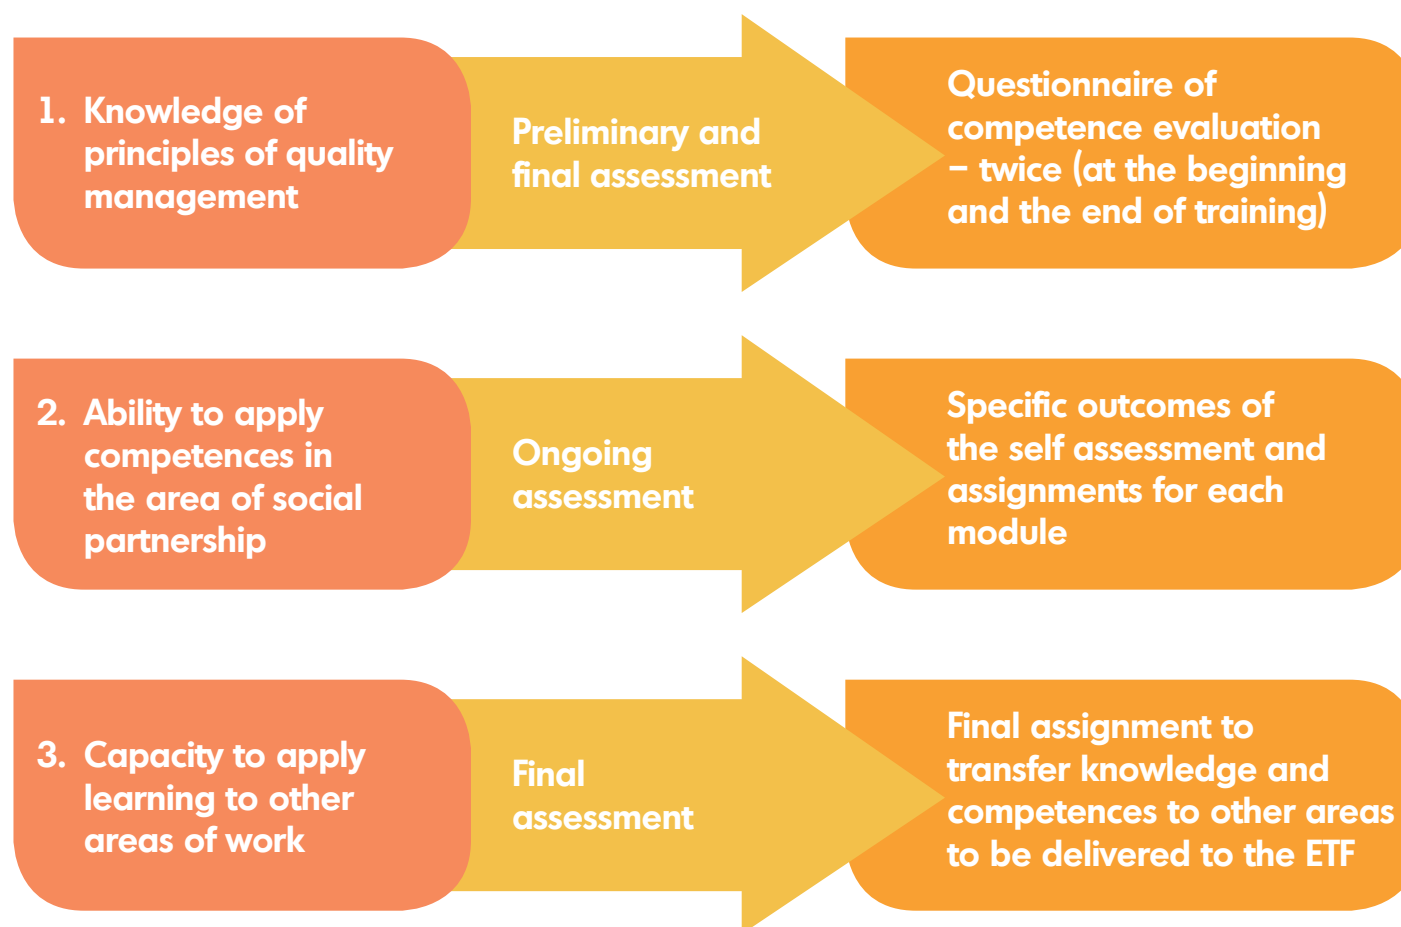 1. Knowledge of
principles of quality
management
Preliminary and
final assessment
Questionnaire of
competence evaluation
– twice (at the beginning
and the end of training)
2. Ability to apply
competences in
the area of social
partnership
Ongoing
assessment
Specific outcomes of
the self assessment and
assignments for each
module
3. Capacity to apply
learning to other
areas of work
Final
assessment
Final assignment to
transfer knowledge and
competences to other areas
to be delivered to the ETF